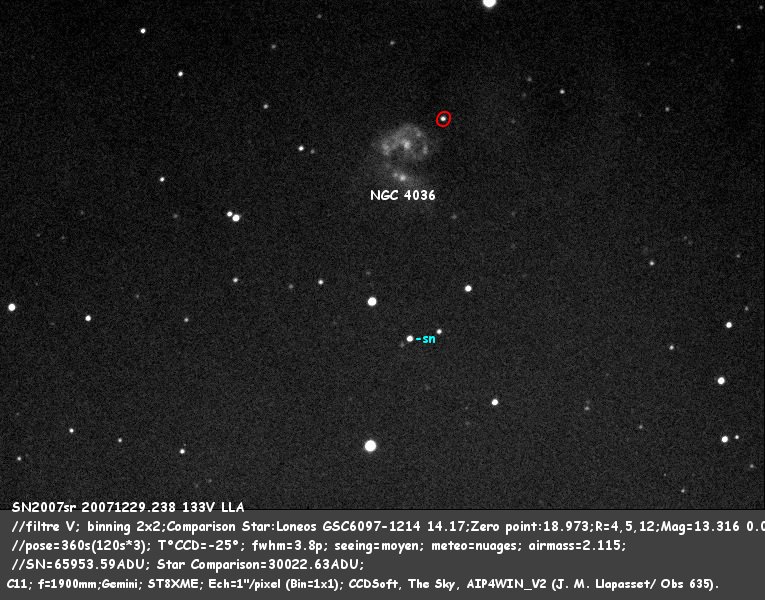 NGC 4036
-sn
SN2007sr 20071229.238 133V LLA
//filtre V; binning 2x2;Comparison Star:Loneos GSC6097-1214 14.17;Zero point:18.973;R=4,5,12;Mag=13.316 0.0
//pose=360s(120s*3); T°CCD=-25°; fwhm=3.8p; seeing=moyen; meteo=nuages; airmass=2.115;
//SN=65953.59ADU; Star Comparison=30022.63ADU;
C11; f=1900mm;Gemini; ST8XME; Ech=1"/pixel (Bin=1x1); CCDSoft, The Sky, AIP4WIN_V2 (J. M. Llapasset/ Obs 635).